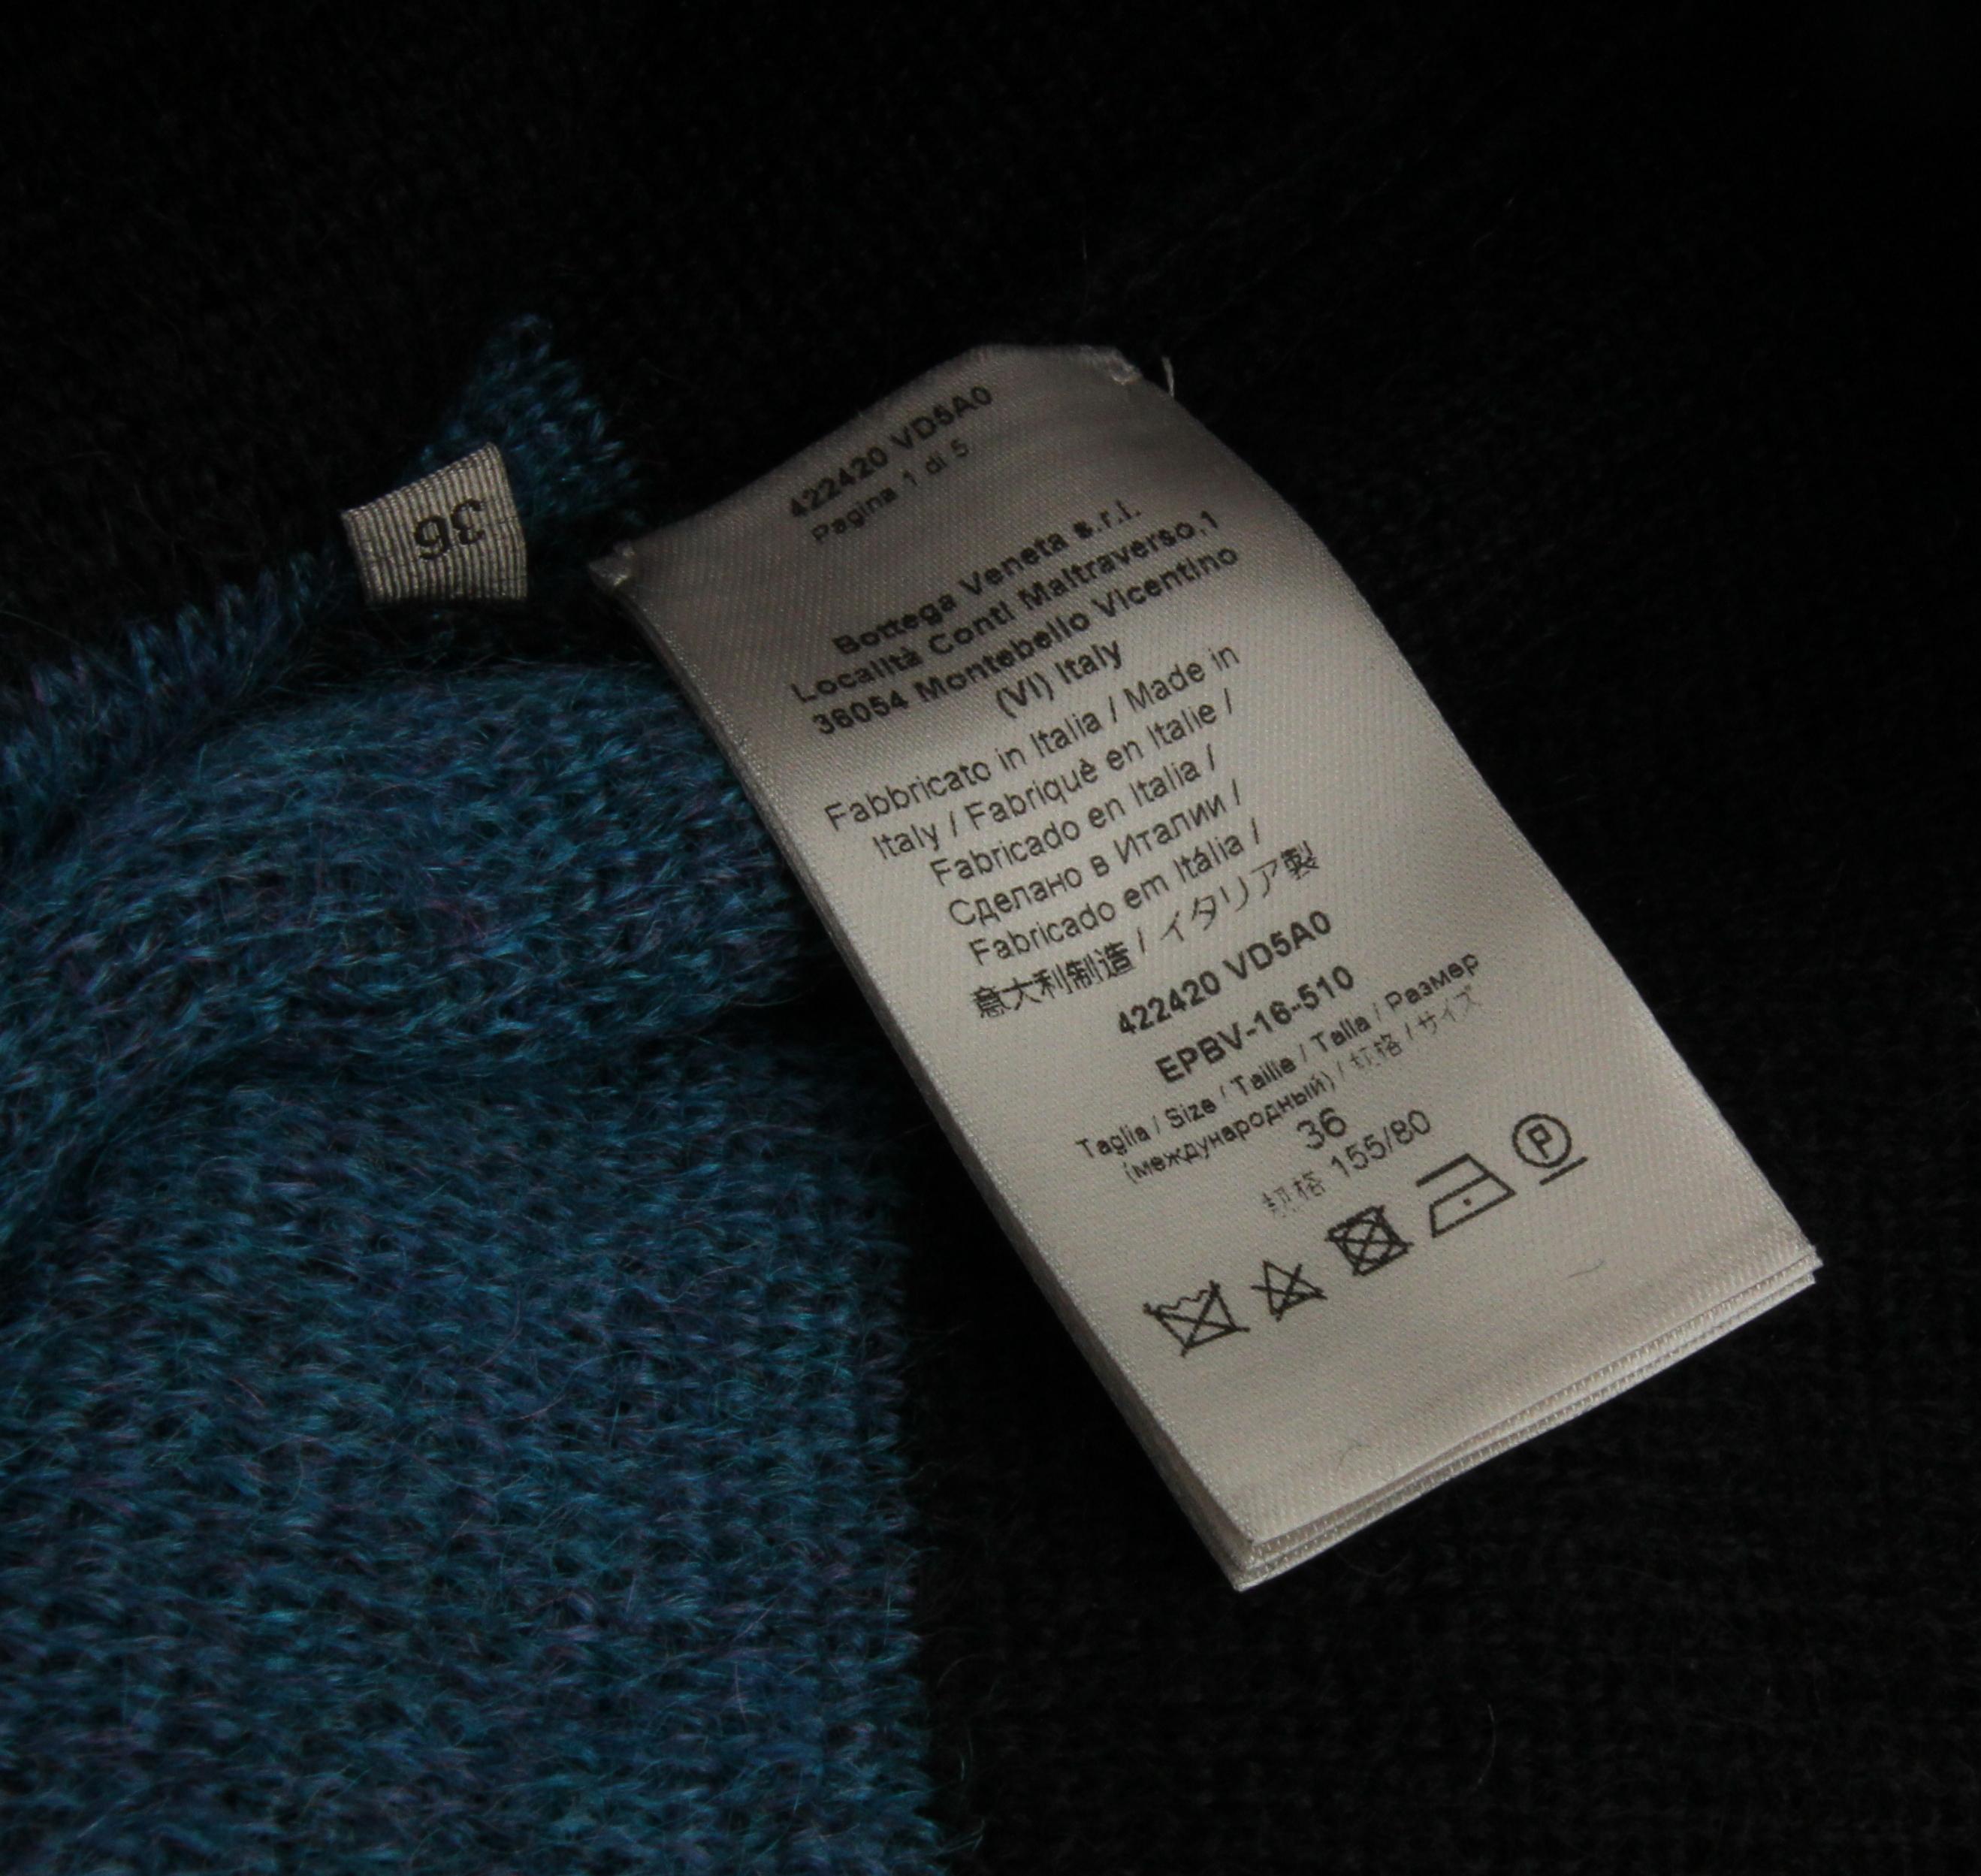 36
422420 VD5A0
Pagina 1 di 5
Bottega Veneta s.r.l.
Località Conti Maltraverso,1
36054 Montebello Vicentino
(VI) Italy
Fabbricato in Italia / Made in
Italy / Fabriquè en Italie /
Fabricado en Italia /
Сделано в Италии /
Fabricado em Itália /
意大利制造 / イタリア製
422420 VD5A0
EPBV-16-510
Taglia / Size / Taille / Talla / Размер
(международный) / 规格 / サイズ
36
规格 155/80
P